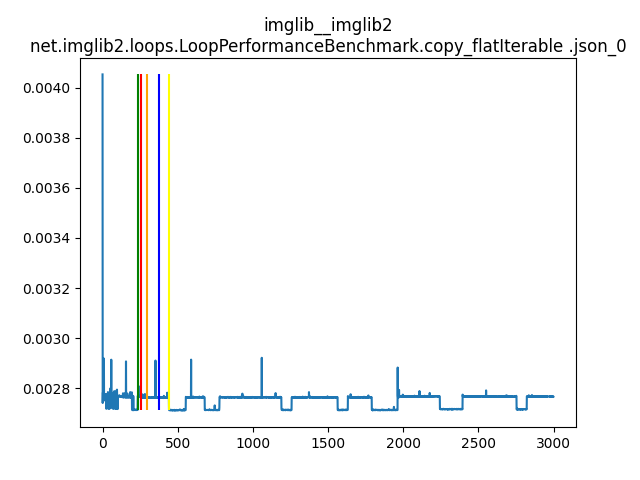 imglib__imglib2
net.imglib2.loops.LoopPerformanceBenchmark.copy_flatIterable .json_0
0.0040
0.0038
0.0036
0.0034
0.0032
0.0030
0.0028
0 500 1000 1500 2000 2500 3000